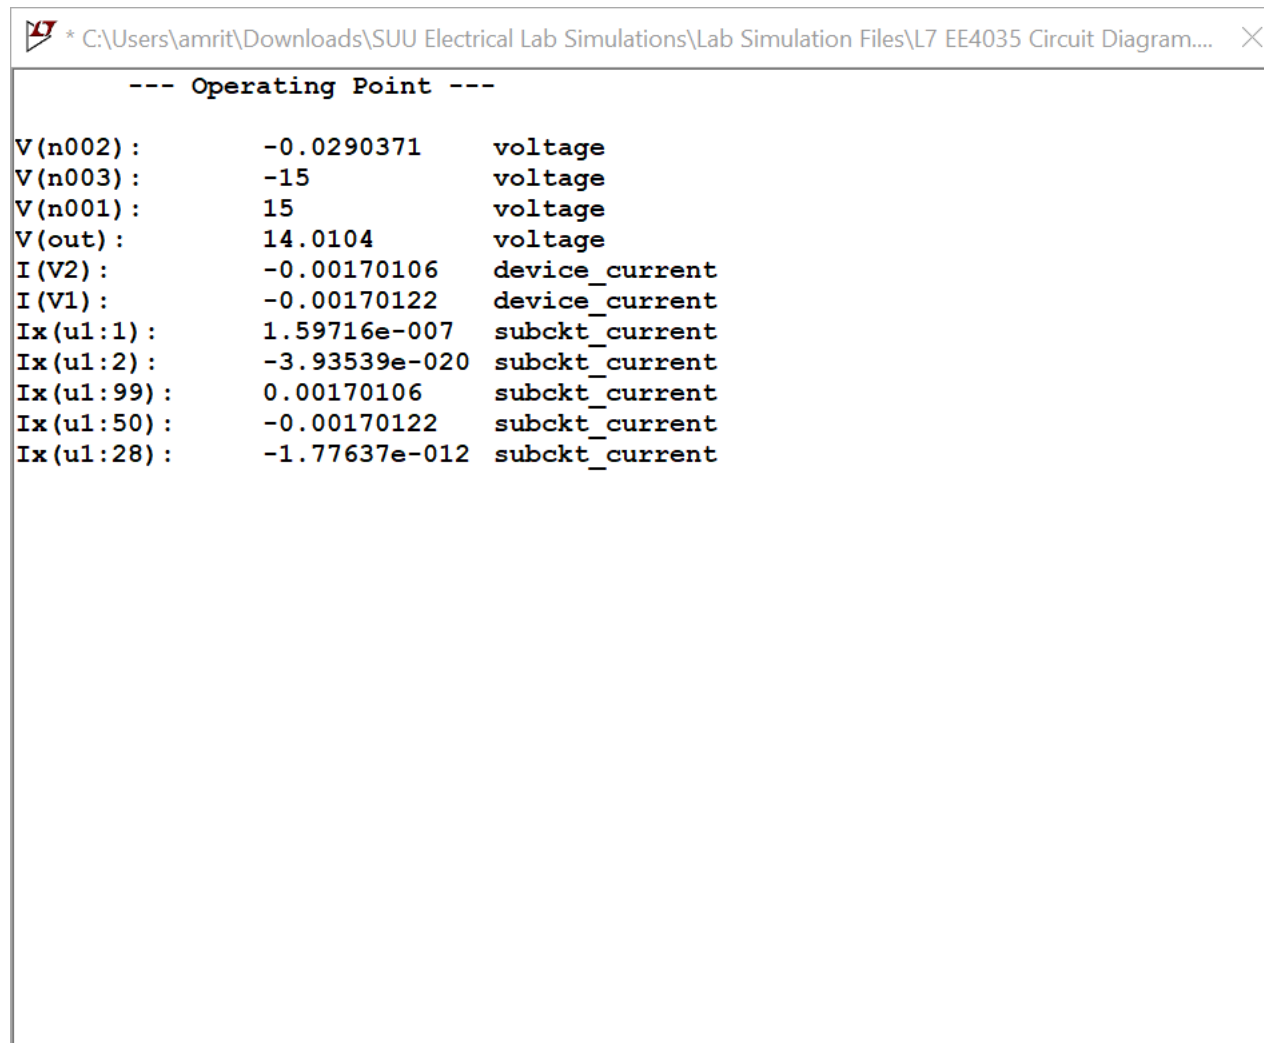 * C:\Users\amrit\Downloads\SUU Electrical Lab Simulations\Lab Simulation Files\L7 EE4035 Circuit Diagram....
--- Operating Point ---
V(n002): -0.0290371 voltage
V(n003): -15 voltage
V(n001): 15 voltage
V(out): 14.0104 voltage
I(V2): -0.00170106 device_current
I(V1): -0.00170122 device_current
Ix(u1:1): 1.59716e-007 subckt_current
Ix(u1:2): -3.93539e-020 subckt_current
Ix(u1:99): 0.00170106 subckt_current
Ix(u1:50): -0.00170122 subckt_current
Ix(u1:28): -1.77637e-012 subckt_current